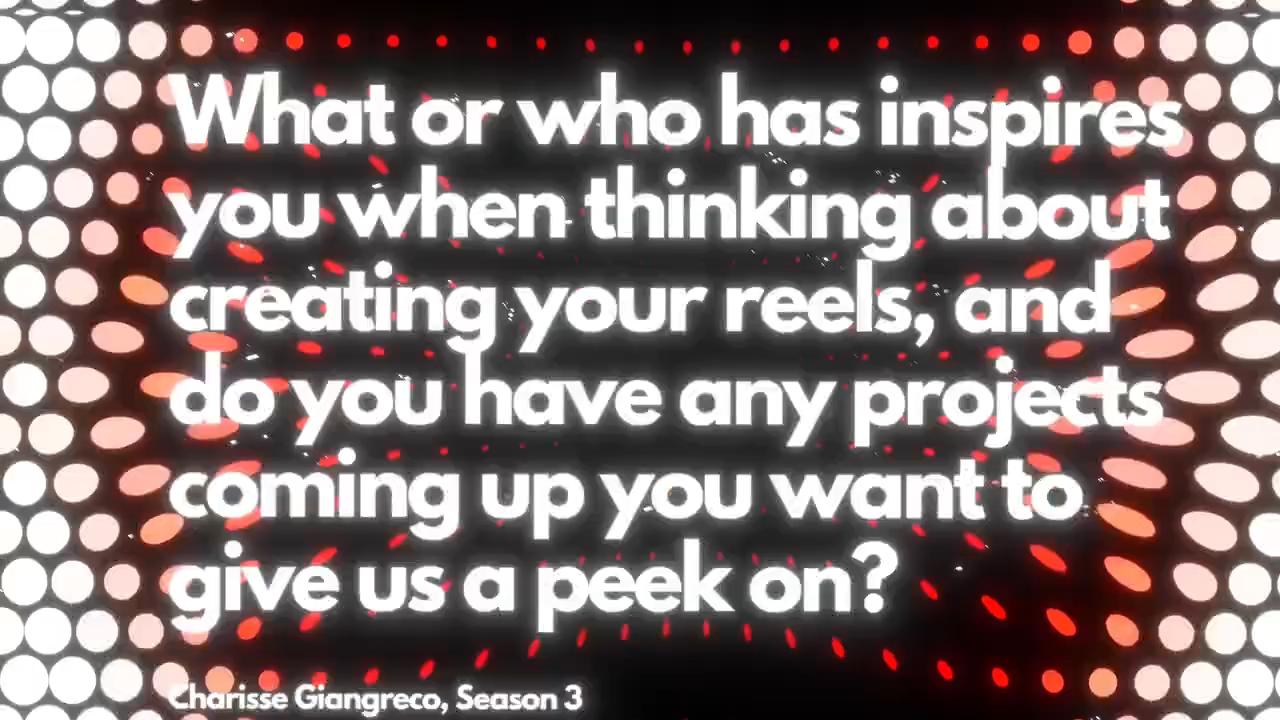 What or who has inspires
you when thinking about
creating your reels, and
do you have any projects
coming up you want to
give us a peek on?
Charisse Giangreco, Season 3